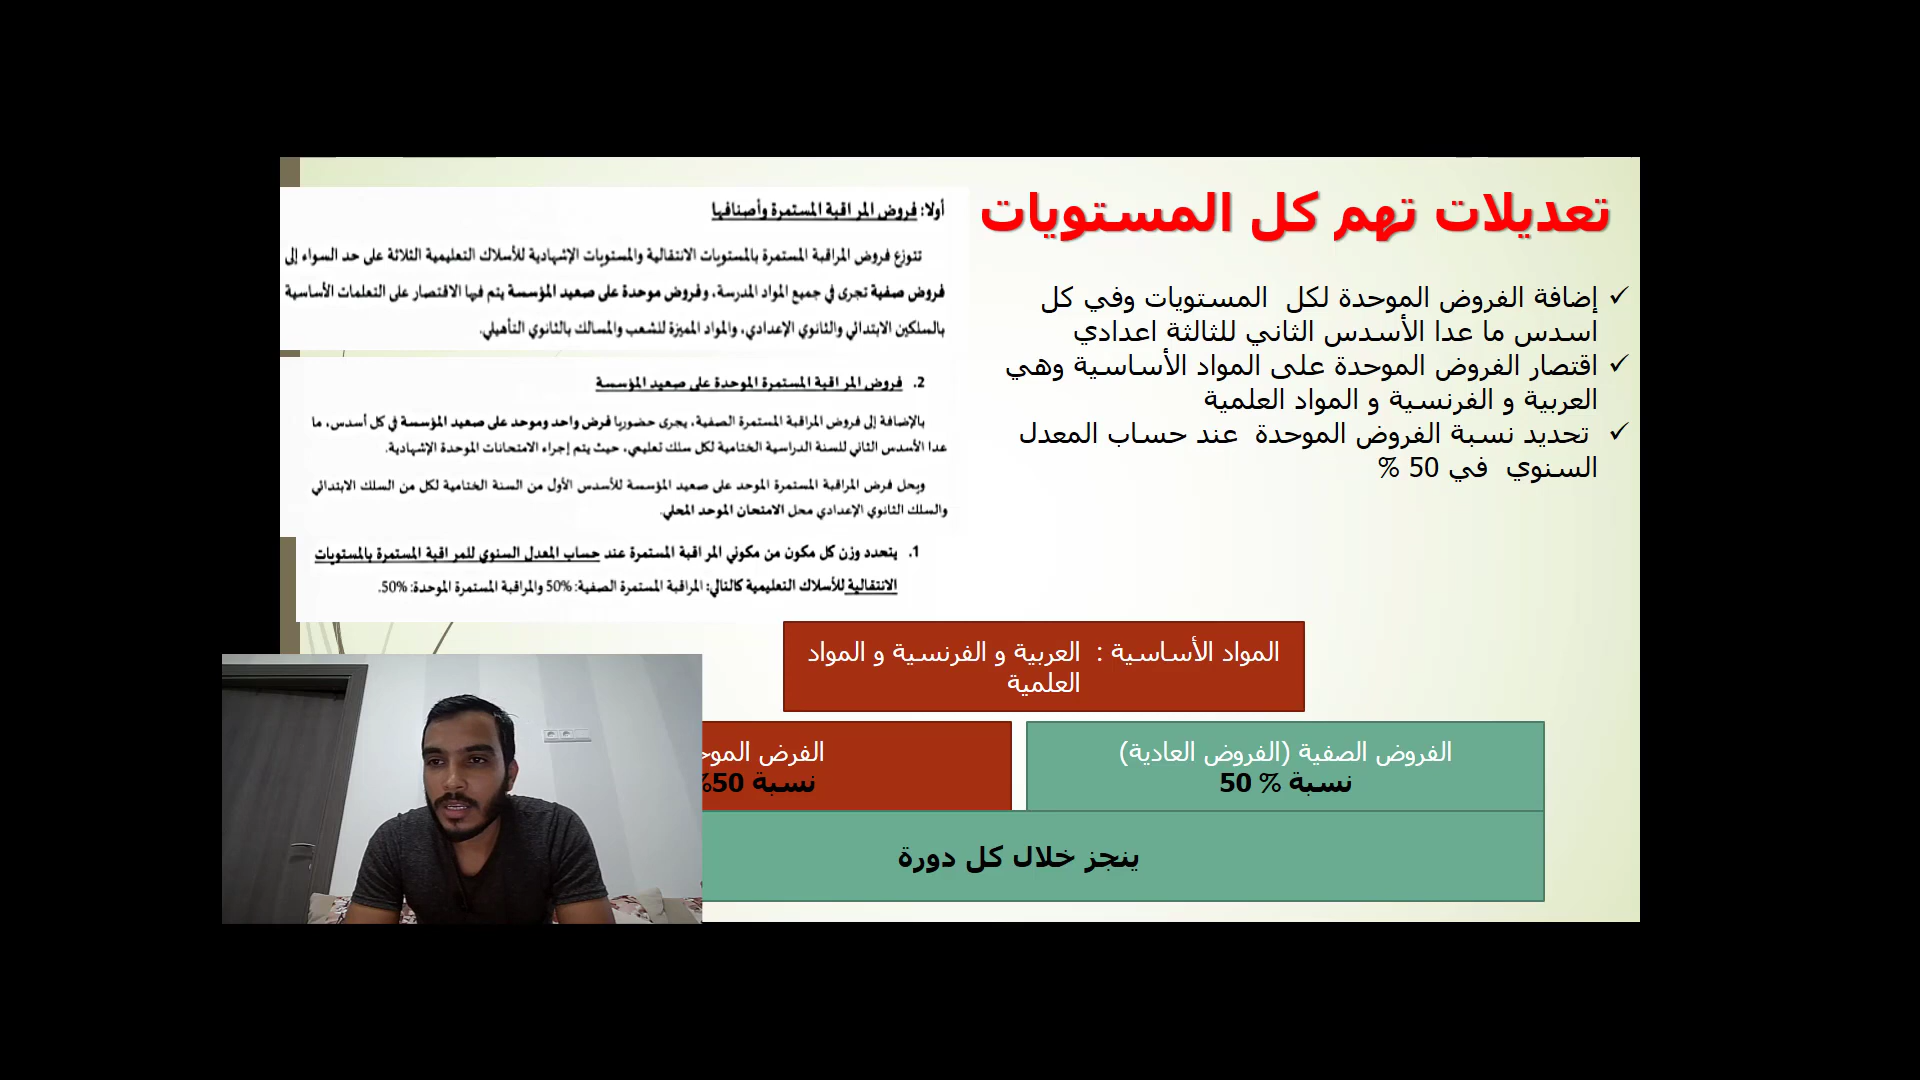 تعديلات تهم كل المستويات
إضافة الفروض الموحدة لكل المستويات وفي كل
اسدس ما عدا الأسدس الثاني للثالثة اعدادي
اقتصار الفروض الموحدة على المواد الأساسية وهي
العربية و الفرنسية و المواد العلمية
تحديد نسبة الفروض الموحدة عند حساب المعدل
السنوي في 50 %
أولا: فروض المراقبة المستمرة وأصنافها
تتوزع فروض المراقبة المستمرة بالمستويات الانتقالية والمستويات الإشهادية للأسلاك التعليمية الثلاثة على حد السواء إلى
فروض صفية تجرى في جميع المواد المدرسة، وفروض موحدة على صعيد المؤسسة يتم فيها الاقتصار على التعلمات الأساسية
بالسلكين الابتدائي والثانوي الإعدادي، والمواد المميزة للشعب والمسالك بالثانوي التأهيلي.
2. فروض المراقبة المستمرة الموحدة على صعيد المؤسسة
بالإضافة إلى فروض المراقبة المستمرة الصفية، يجرى حضوريا فرض واحد وموحد على صعيد المؤسسة في كل أسدس، ما
عدا الأسدس الثاني للسنة الدراسية الختامية لكل سلك تعليمي، حيث يتم إجراء الامتحانات الموحدة الإشهادية.
ويحل فرض المراقبة المستمرة الموحد على صعيد المؤسسة للأسدس الأول من السنة الختامية لكل من السلك الابتدائي
والسلك الثانوي الإعدادي محل الامتحان الموحد المحلي.
1. يتحدد وزن كل مكون من مكوني المراقبة المستمرة عند حساب المعدل السنوي للمراقبة المستمرة بالمستويات
الانتقالية للأسلاك التعليمية كالتالي: المراقبة المستمرة الصفية: 50% والمراقبة المستمرة الموحدة: 50%.
المواد الأساسية : العربية و الفرنسية و المواد
العلمية
الفروض الصفية (الفروض العادية)
نسبة % 50
الفرض الموح
نسبة 50%
ينجز خلال كل دورة